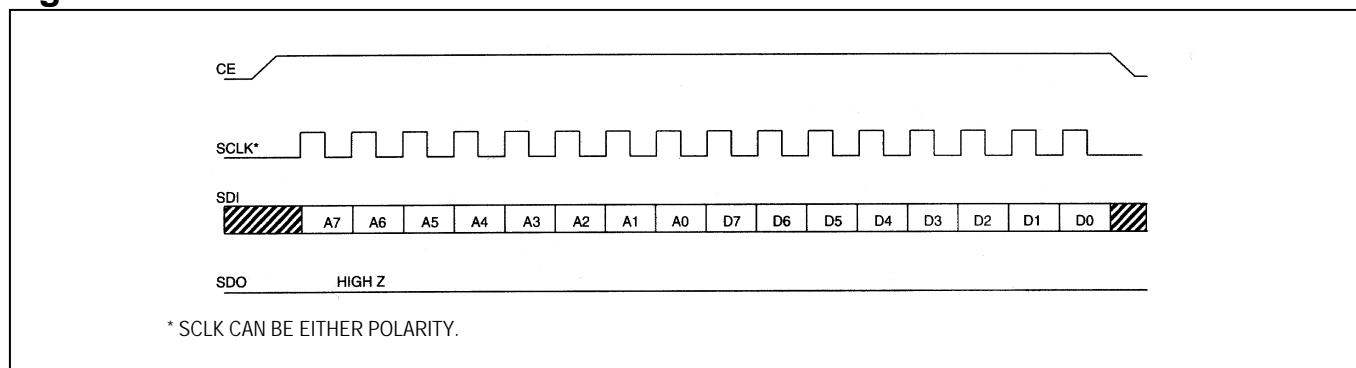 CE
SCLK*
SDI
A7 A6 A5 A4 A3 A2 A1 A0 D7 D6 D5 D4 D3 D2 D1 D0
SDO HIGH Z
* SCLK CAN BE EITHER POLARITY.